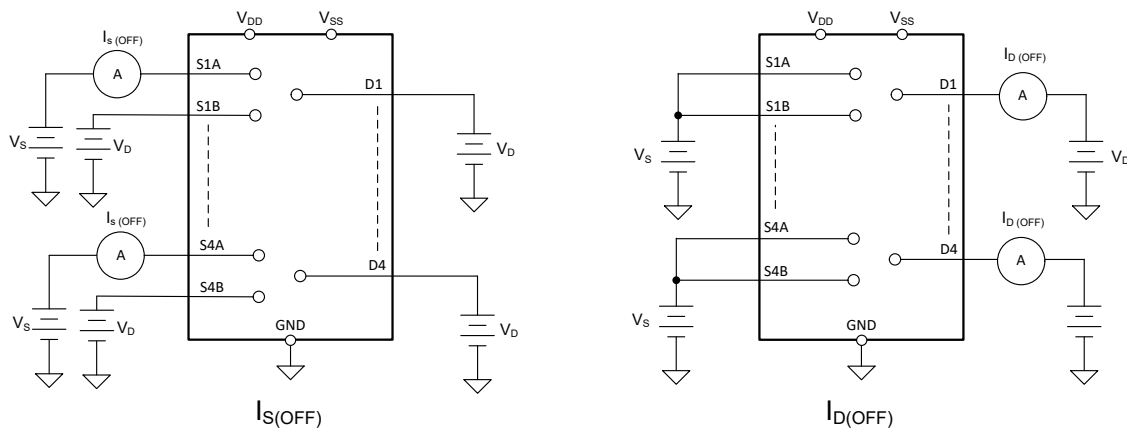 VDD VSS
Is (OFF)
A
S1A
D1
S1B
VS
VD
VD
Is (OFF)
A
S4A
D4
S4B
VS
VD
VD
GND
IS(OFF)
VDD VSS
S1A
ID (OFF)
D1
A
S1B
VS
VD
S4A
ID (OFF)
D4
A
S4B
VS
GND
ID(OFF)